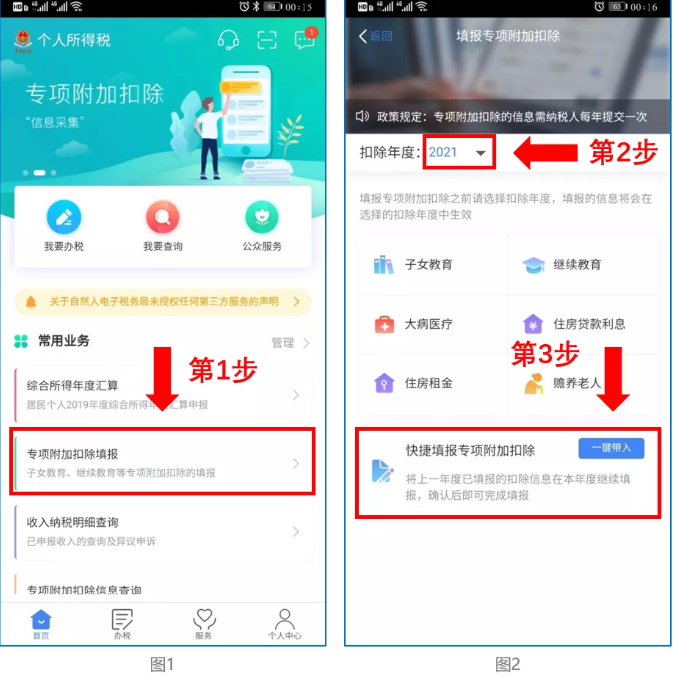 HD 46 46 63 00:15
个人所得税
1
专项附加扣除
“信息采集”
我要办税
我要查询
公众服务
关于自然人电子税务局未授权任何第三方服务的声明
常用业务
管理
第1步
综合所得年度汇算
居民个人2019年度综合所得年度汇算申报
专项附加扣除填报
子女教育、继续教育等专项附加扣除的填报
收入纳税明细查询
已申报收入的查询及异议申诉
专项附加扣除信息查询
首页
办税
服务
个人中心
图1
HD 46 46 63 00:16
返回
填报专项附加扣除
政策规定：专项附加扣除的信息需纳税人每年提交一次
扣除年度：
2021
第2步
填报专项附加扣除之前请选择扣除年度，填报的信息将会在
选择的扣除年度中生效
子女教育
继续教育
大病医疗
住房贷款利息
第3步
住房租金
赡养老人
快捷填报专项附加扣除
一键带入
将上一年度已填报的扣除信息在本年度继续填
报，确认后即可完成填报
图2